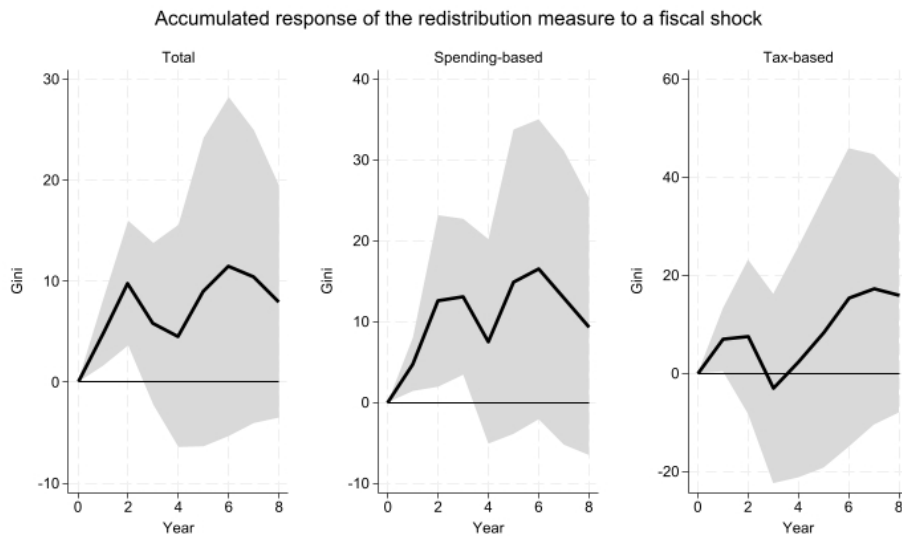 Accumulated response of the redistribution measure to a fiscal shock
Total
30
20
10
0
-10
Gini
0 2 4 6 8
Year
Spending-based
40
30
20
10
0
-10
Gini
0 2 4 6 8
Year
Tax-based
60
40
20
0
-20
Gini
0 2 4 6 8
Year